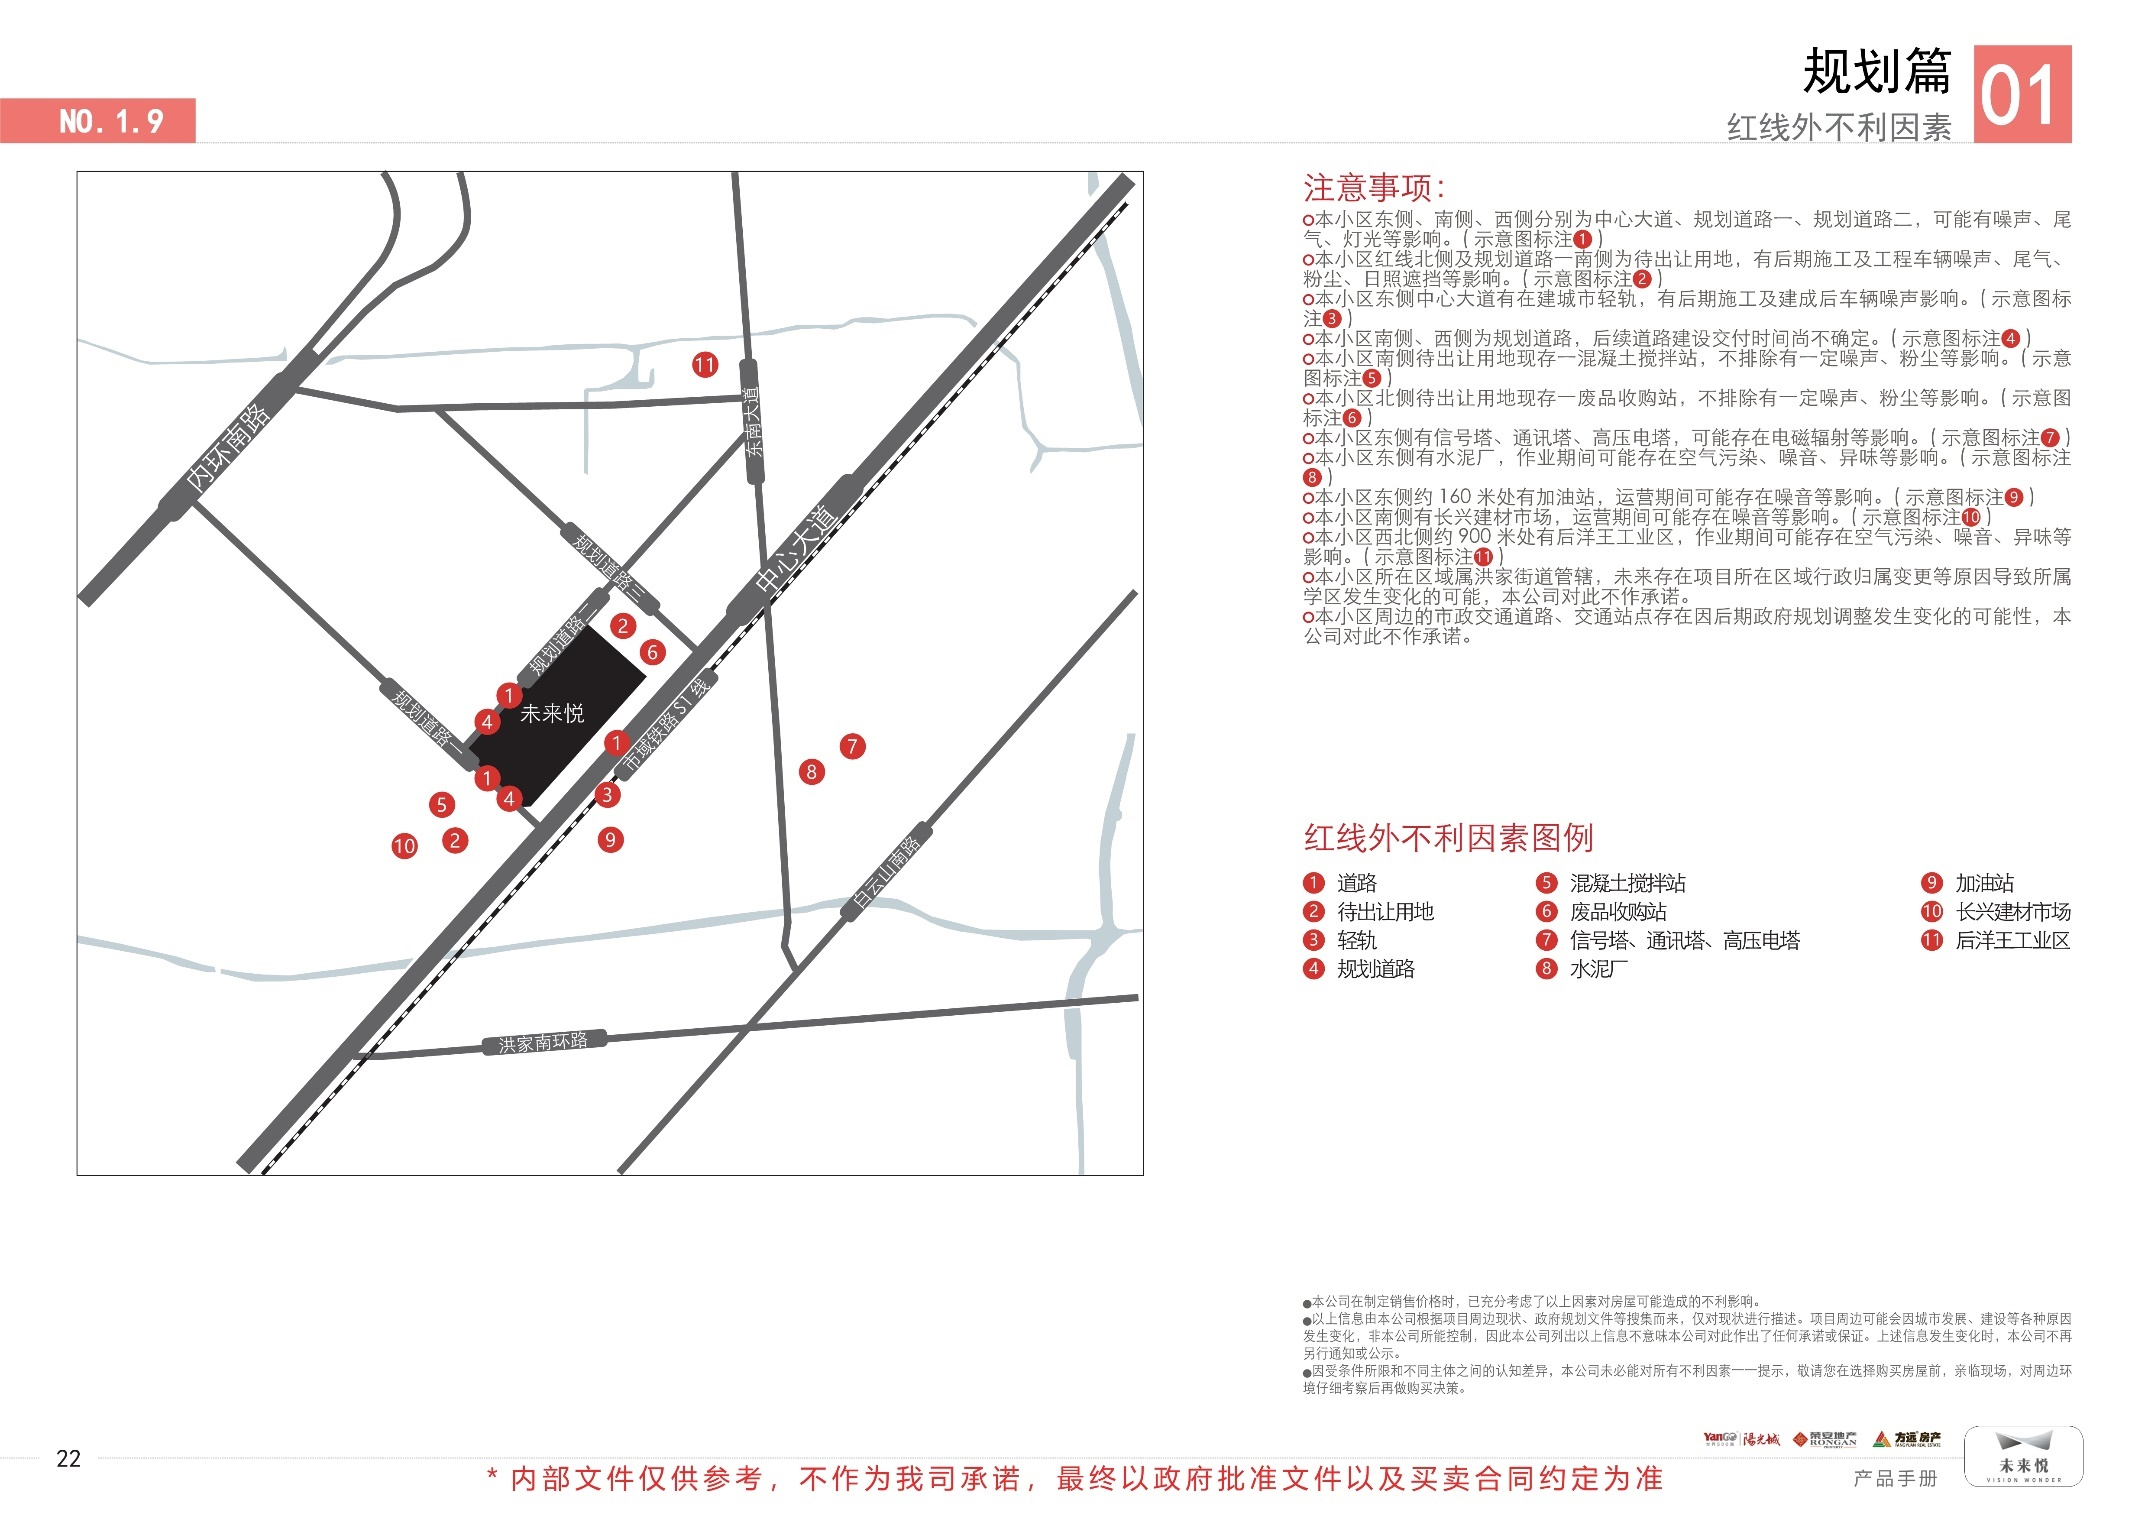 NO. 1.9
规划篇
01
红线外不利因素
内环南路
东南大道
中心大道
规划道路三
规划道路二
规划道路一
未来悦
市域铁路 S1 线
白云山南路
洪家南环路
11
2
6
1
4
1
1
4
3
5
2
10
9
7
8
注意事项：
本小区东侧、南侧、西侧分别为中心大道、规划道路一、规划道路二，可能有噪声、尾
气、灯光等影响。（示意图标注1）
本小区红线北侧及规划道路一南侧为待出让用地，有后期施工及工程车辆噪声、尾气、
粉尘、日照遮挡等影响。（示意图标注2）
本小区东侧中心大道有在建城市轻轨，有后期施工及建成后车辆噪声影响。（示意图标
注3）
本小区南侧、西侧为规划道路，后续道路建设交付时间尚不确定。（示意图标注4）
本小区南侧待出让用地现存一混凝土搅拌站，不排除有一定噪声、粉尘等影响。（示意
图标注5）
本小区北侧待出让用地现存一废品收购站，不排除有一定噪声、粉尘等影响。（示意图
标注6）
本小区东侧有信号塔、通讯塔、高压电塔，可能存在电磁辐射等影响。（示意图标注7）
本小区东侧有水泥厂，作业期间可能存在空气污染、噪音、异味等影响。（示意图标注
8）
本小区东侧约 160 米处有加油站，运营期间可能存在噪音等影响。（示意图标注9）
本小区南侧有长兴建材市场，运营期间可能存在噪音等影响。（示意图标注10）
本小区西北侧约 900 米处有后洋王工业区，作业期间可能存在空气污染、噪音、异味等
影响。（示意图标注11）
本小区所在区域属洪家街道管辖，未来存在项目所在区域行政归属变更等原因导致所属
学区发生变化的可能，本公司对此不作承诺。
本小区周边的市政交通道路、交通站点存在因后期政府规划调整发生变化的可能性，本
公司对此不作承诺。
红线外不利因素图例
1 道路
2 待出让用地
3 轻轨
4 规划道路
5 混凝土搅拌站
6 废品收购站
7 信号塔、通讯塔、高压电塔
8 水泥厂
9 加油站
10 长兴建材市场
11 后洋王工业区
●本公司在制定销售价格时，已充分考虑了以上因素对房屋可能造成的不利影响。
●以上信息由本公司根据项目周边现状、政府规划文件等搜集而来，仅对现状进行描述。项目周边可能会因城市发展、建设等各种原因
发生变化，非本公司所能控制，因此本公司列出以上信息不意味本公司对此作出了任何承诺或保证。上述信息发生变化时，本公司不再
另行通知或公示。
●因受条件所限和不同主体之间的认知差异，本公司未必能对所有不利因素一一提示，敬请您在选择购买房屋前，亲临现场，对周边环
境仔细考察后再做购买决策。
22
* 内部文件仅供参考，不作为我司承诺，最终以政府批准文件以及买卖合同约定为准
YanGo 陽光城
荣安地产 RONGAN
方远房产
产品手册
未来悦
VISION WONDER